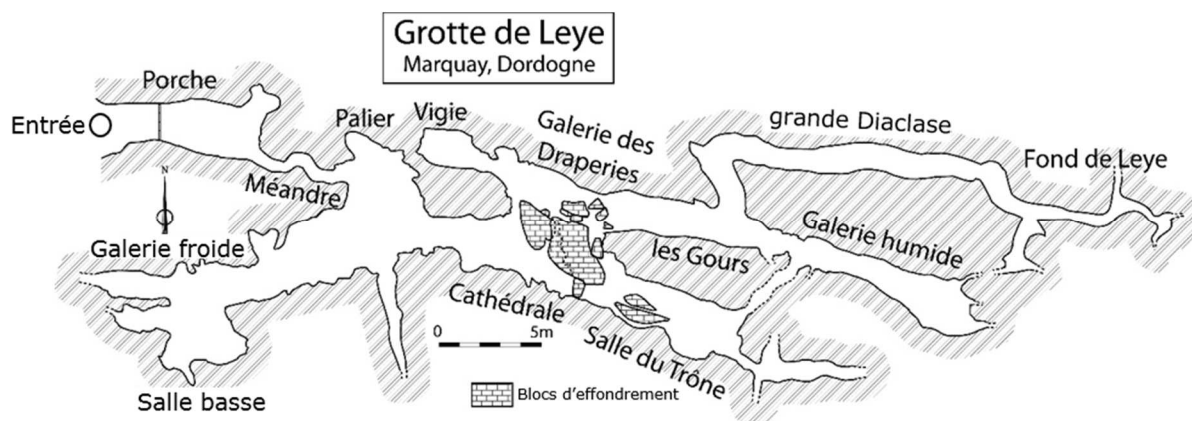 Grotte de Leye
Marquay, Dordogne
Porche
Entrée
Palier
Vigie
Galerie des
Draperies
grande Diaclase
Fond de Leye
N
Méandre
Galerie froide
Galerie humide
les Gours
Cathédrale
Salle du Trône
0 5m
Salle basse
Blocs d'effondrement